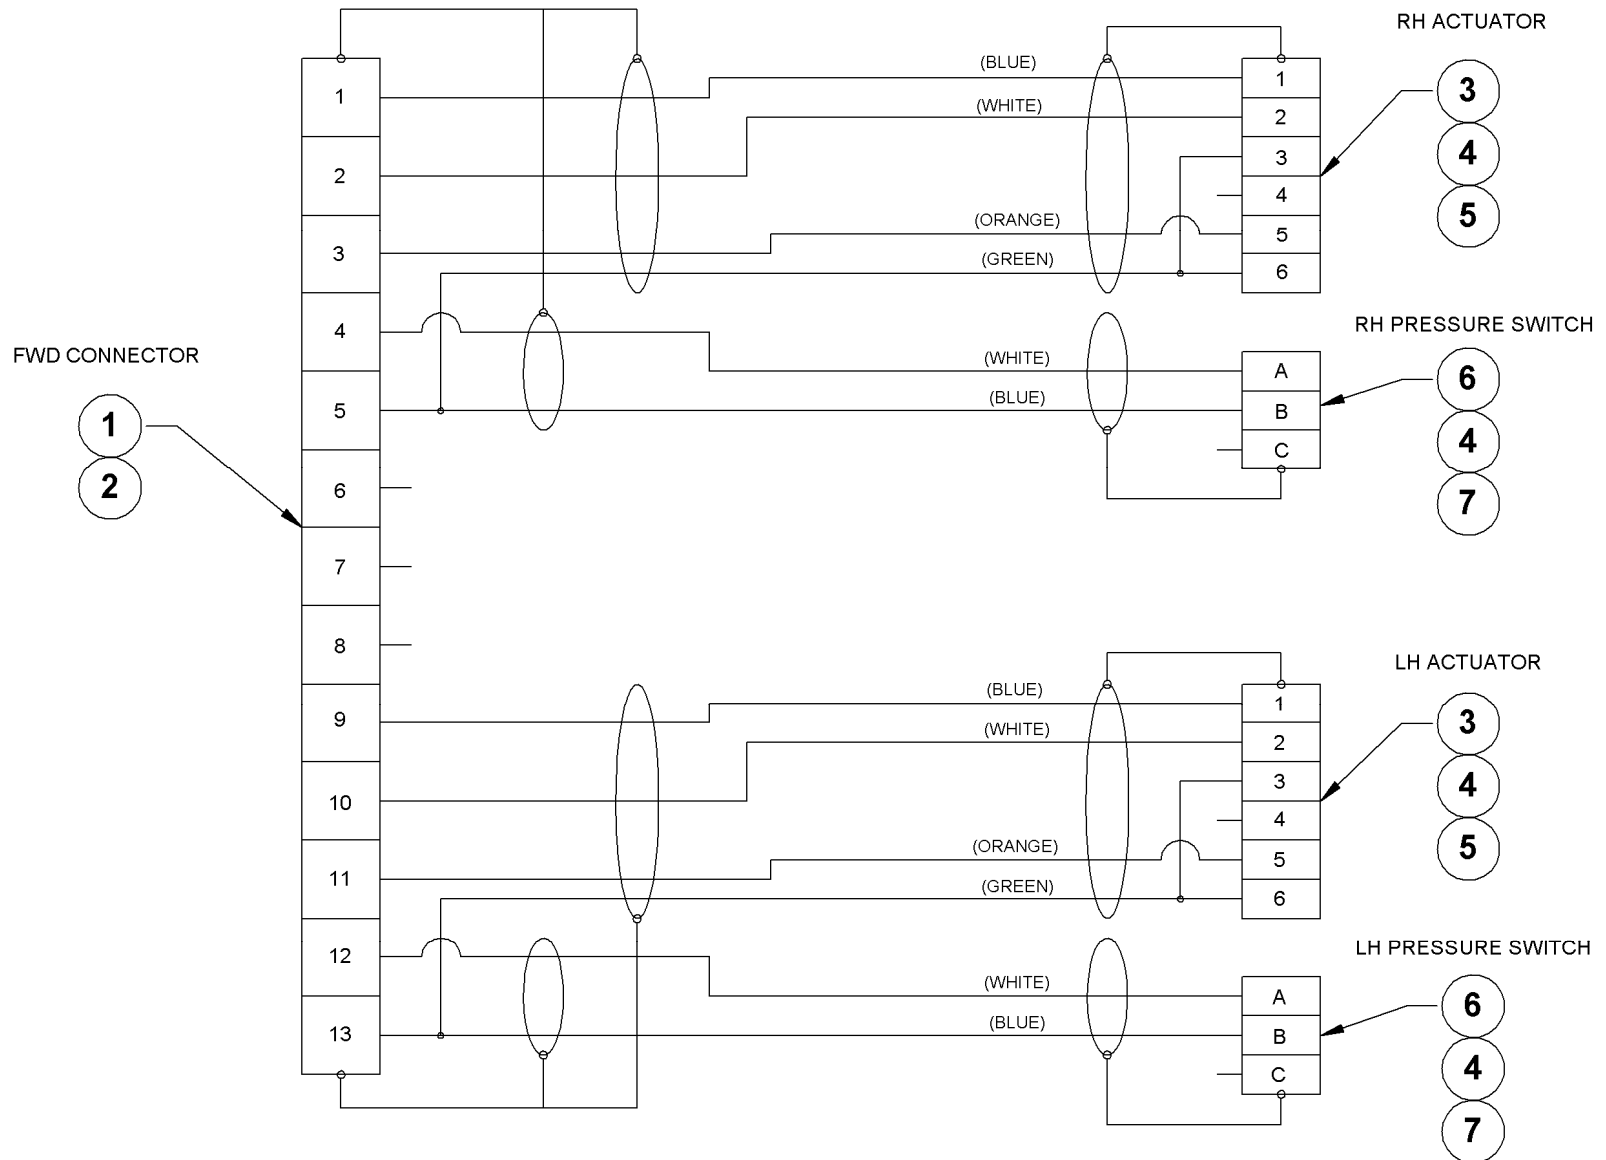 FWD CONNECTOR
1
2
1
2
3
4
5
6
7
8
9
10
11
12
13
(BLUE)
(WHITE)
(ORANGE)
(GREEN)
1
2
3
4
5
6
RH ACTUATOR
3
4
5
(WHITE)
(BLUE)
A
B
C
RH PRESSURE SWITCH
6
4
7
(BLUE)
(WHITE)
(ORANGE)
(GREEN)
1
2
3
4
5
6
LH ACTUATOR
3
4
5
(WHITE)
(BLUE)
A
B
C
LH PRESSURE SWITCH
6
4
7